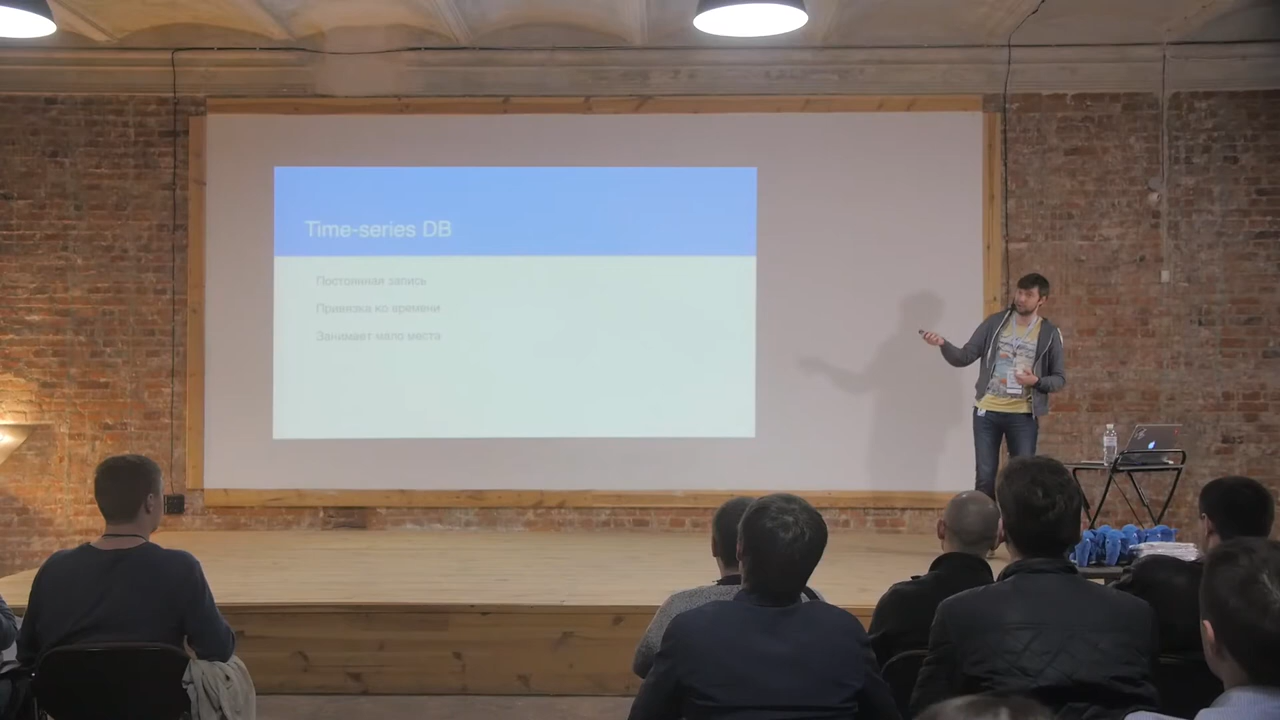 Time-series DB
Постоянная запись
Привязка ко времени
Занимает мало места